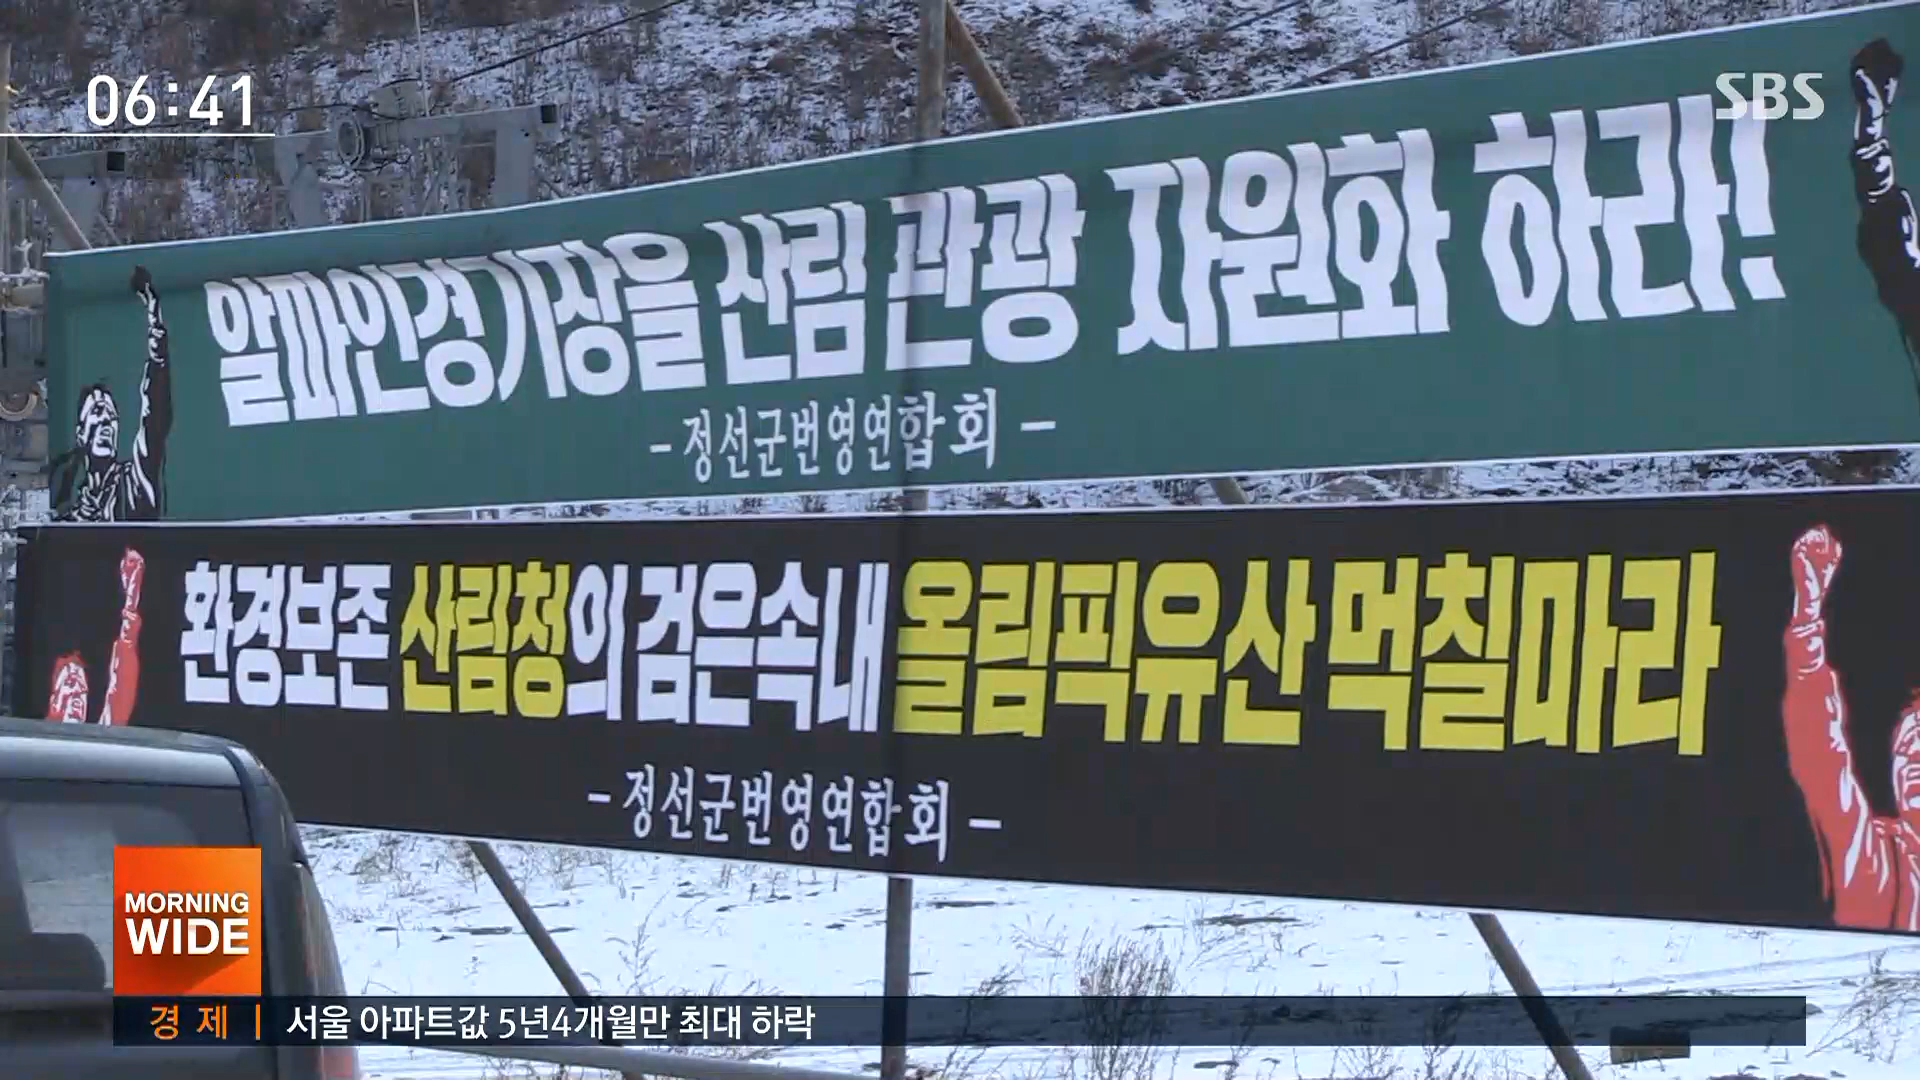 06:41
SBS
알파인경기장을 산림 관광 자원화 하라!
- 정선군번영연합회 -
환경보존 산림청의 검은속내 올림픽유산 먹칠마라
- 정선군번영연합회 -
MORNING
WIDE
경제 | 서울 아파트값 5년4개월만 최대 하락